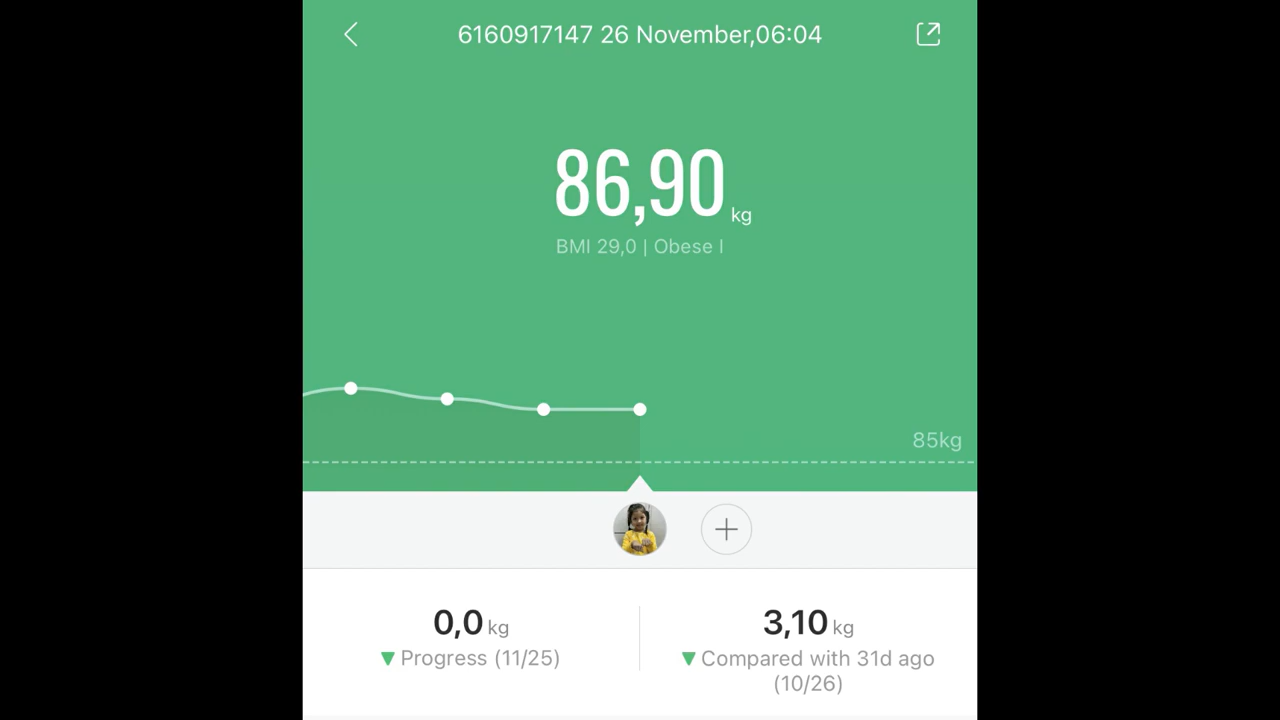 6160917147 26 November,06:04
86,90 kg
BMI 29,0 | Obese I
85kg
0,0 kg
▼ Progress (11/25)
3,10 kg
▼ Compared with 31d ago
(10/26)